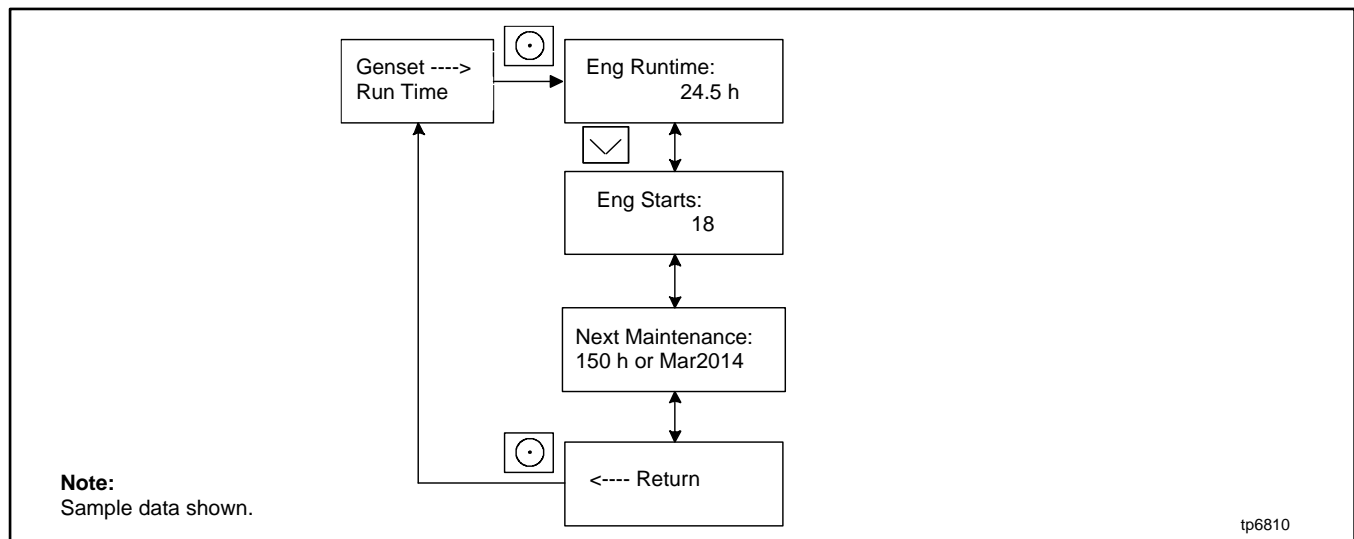 Genset ---->
Run Time
Eng Runtime:
24.5 h
Eng Starts:
18
Next Maintenance:
150 h or Mar2014
<---- Return
Note:
Sample data shown.
tp6810